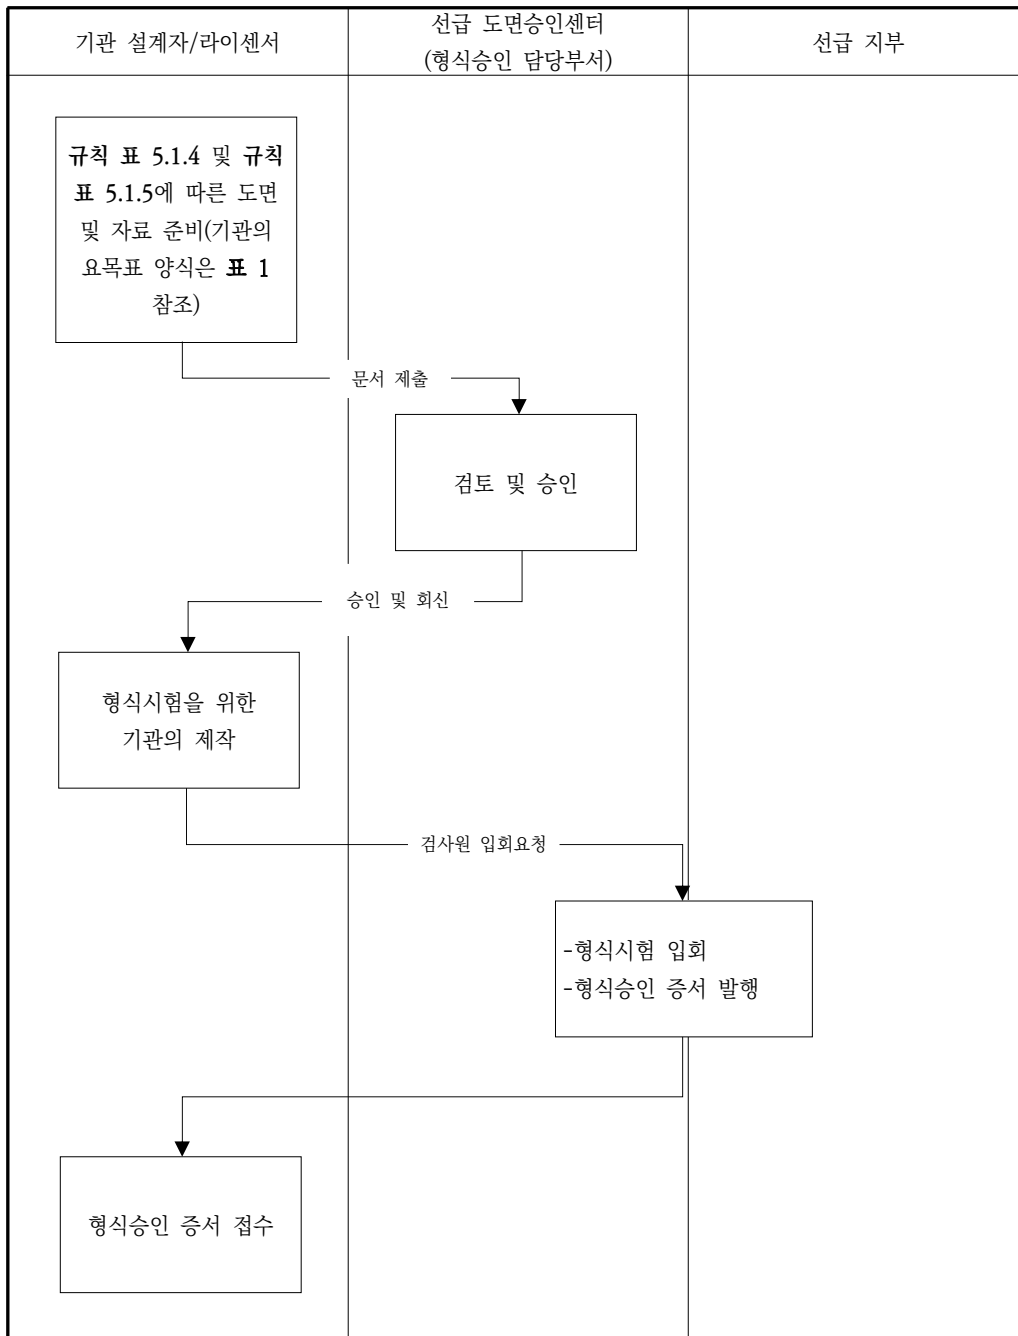 기관 설계자/라이센서
선급 도면승인센터
(형식승인 담당부서)
선급 지부
규칙 표 5.1.4 및 규칙
표 5.1.5에 따른 도면
및 자료 준비(기관의
요목표 양식은 표 1
참조)
문서 제출
검토 및 승인
승인 및 회신
형식시험을 위한
기관의 제작
검사원 입회요청
-형식시험 입회
-형식승인 증서 발행
형식승인 증서 접수